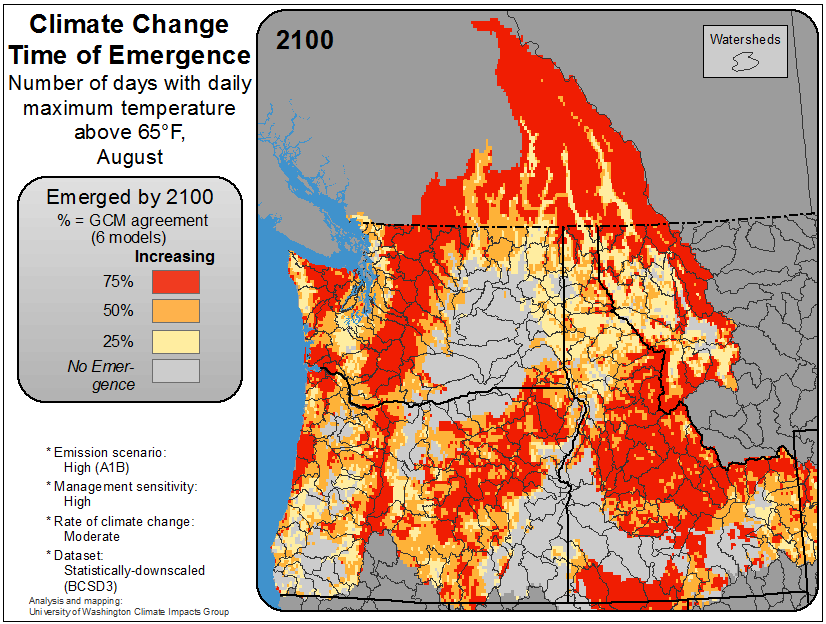 Climate Change
Time of Emergence
Number of days with daily
maximum temperature
above 65°F,
August
Emerged by 2100
% = GCM agreement
(6 models)
Increasing
75%
50%
25%
No Emer-
gence
* Emission scenario:
High (A1B)
* Management sensitivity:
High
* Rate of climate change:
Moderate
* Dataset:
Statistically-downscaled
(BCSD3)
Analysis and mapping:
University of Washington Climate Impacts Group
2100
Watersheds